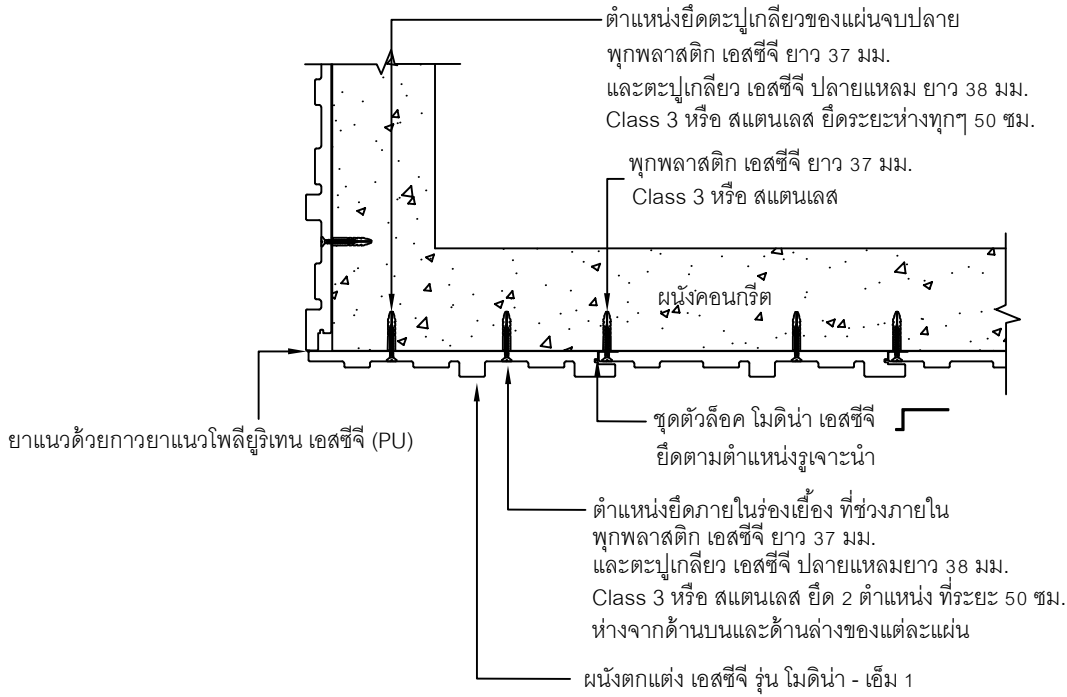 ตำแหน่งยึดตะปูเกลียวของแผ่นจบปลาย
พุกพลาสติก เอสซีจี ยาว 37 มม.
และตะปูเกลียว เอสซีจี ปลายแหลม ยาว 38 มม.
Class 3 หรือ สแตนเลส ยึดระยะห่างทุกๆ 50 ซม.
พุกพลาสติก เอสซีจี ยาว 37 มม.
Class 3 หรือ สแตนเลส
ผนังคอนกรีต
ยาแนวด้วยกาวยาแนวโพลียูริเทน เอสซีจี (PU)
ชุดตัวล็อค โมดิน่า เอสซีจี
ยึดตามตำแหน่งรูเจาะนำ
ตำแหน่งยึดภายในร่องเยื้อง ที่ช่วงภายใน
พุกพลาสติก เอสซีจี ยาว 37 มม.
และตะปูเกลียว เอสซีจี ปลายแหลมยาว 38 มม.
Class 3 หรือ สแตนเลส ยึด 2 ตำแหน่ง ที่ระยะ 50 ซม.
ห่างจากด้านบนและด้านล่างของแต่ละแผ่น
ผนังตกแต่ง เอสซีจี รุ่น โมดิน่า - เอ็ม 1